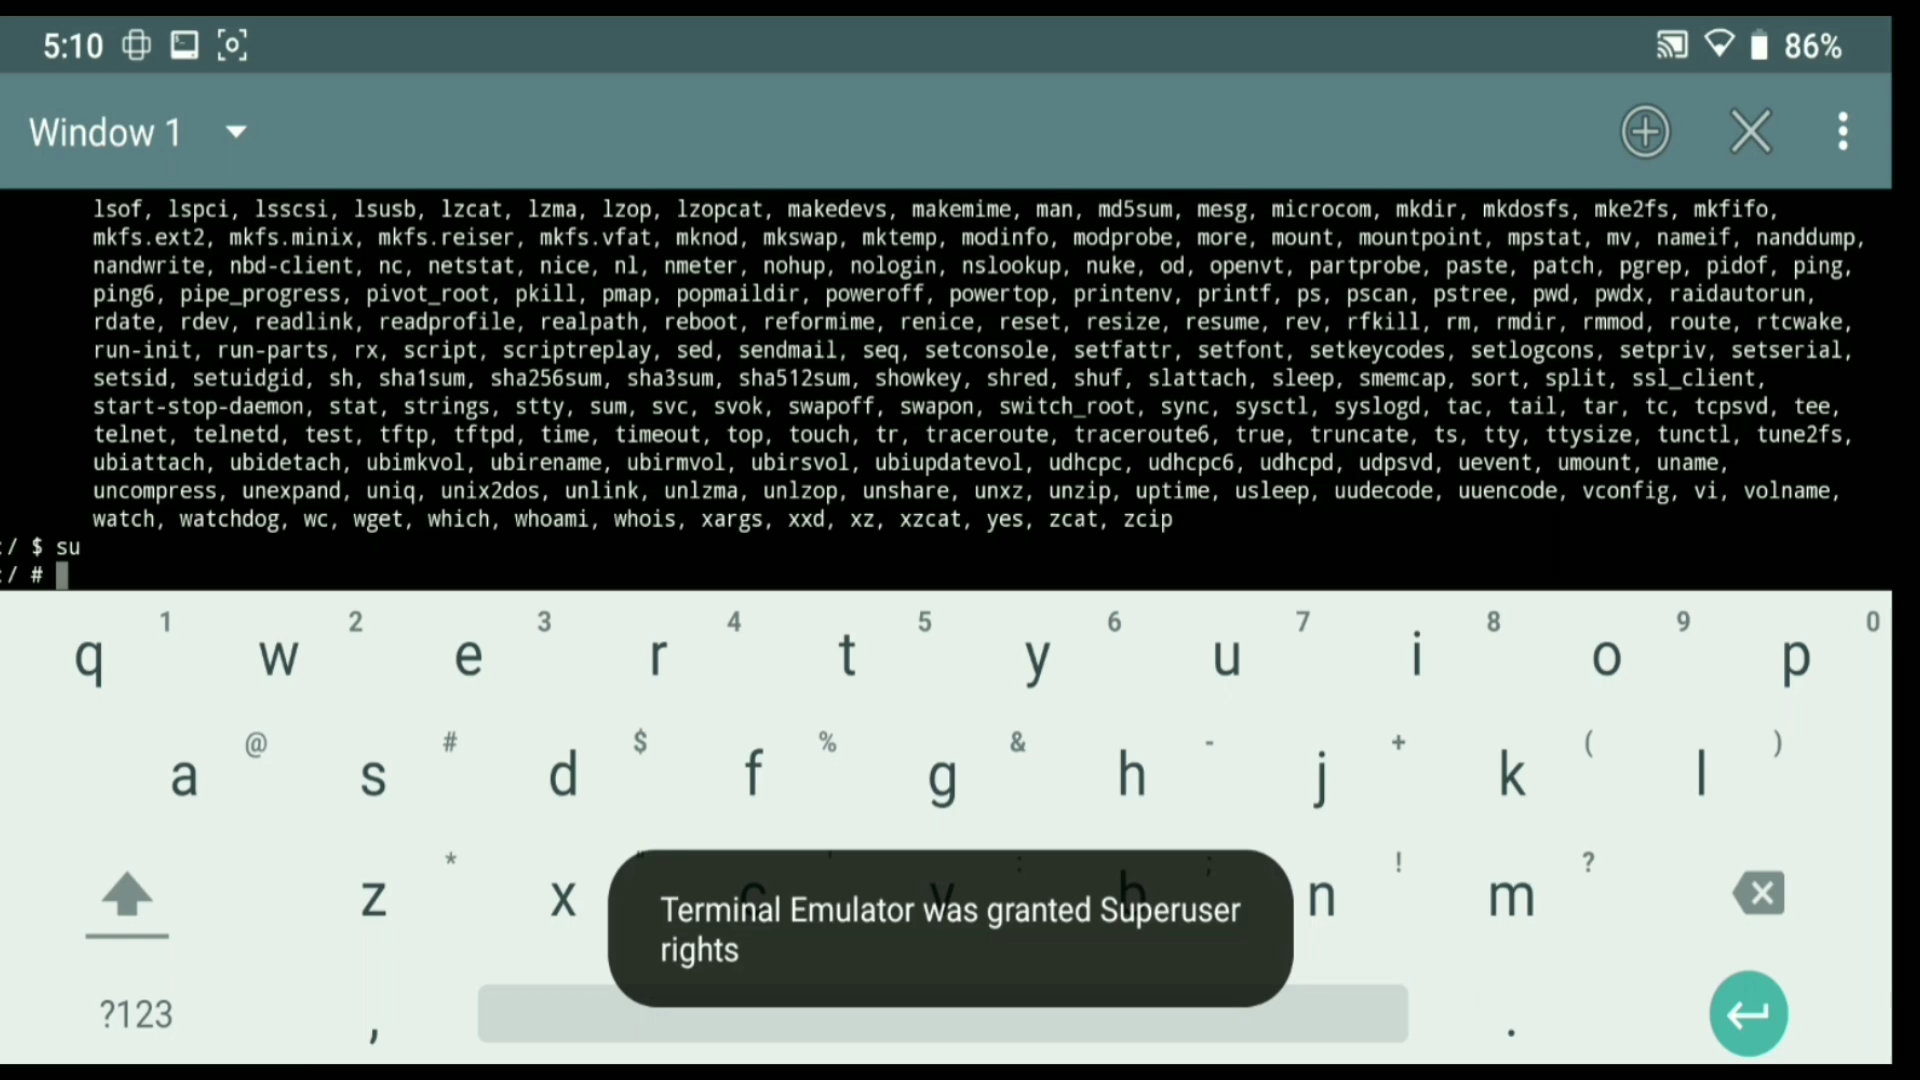 5:10 86%
Window 1
lsof, lspci, lsscsi, lsusb, lzcat, lzma, lzop, lzopcat, makedevs, makemime, man, md5sum, mesg, microcom, mkdir, mkdosfs, mke2fs, mkfifo,
mkfs.ext2, mkfs.minix, mkfs.reiser, mkfs.vfat, mknod, mkswap, mktemp, modinfo, modprobe, more, mount, mountpoint, mpstat, mv, nameif, nanddump,
nandwrite, nbd-client, nc, netstat, nice, nl, nmeter, nohup, nologin, nslookup, nuke, od, openvt, partprobe, paste, patch, pgrep, pidof, ping,
ping6, pipe_progress, pivot_root, pkill, pmap, popmaildir, poweroff, powertop, printenv, printf, ps, pscan, pstree, pwd, pwdx, raidautorun,
rdate, rdev, readlink, readprofile, realpath, reboot, reformime, renice, reset, resize, resume, rev, rfkill, rm, rmdir, rmmod, route, rtcwake,
run-init, run-parts, rx, script, scriptreplay, sed, sendmail, seq, setconsole, setfattr, setfont, setkeycodes, setlogcons, setpriv, setserial,
setsid, setuidgid, sh, sha1sum, sha256sum, sha3sum, sha512sum, showkey, shred, shuf, slattach, sleep, smemcap, sort, split, ssl_client,
start-stop-daemon, stat, strings, stty, sum, svc, svok, swapoff, swapon, switch_root, sync, sysctl, syslogd, tac, tail, tar, tc, tcpsvd, tee,
telnet, telnetd, test, tftp, tftpd, time, timeout, top, touch, tr, traceroute, traceroute6, true, truncate, ts, tty, ttysize, tunctl, tune2fs,
ubiattach, ubidetach, ubimkvol, ubirename, ubirmvol, ubirsvol, ubiupdatevol, udhcpc, udhcpc6, udhcpd, udpsvd, uevent, umount, uname,
uncompress, unexpand, uniq, unix2dos, unlink, unlzma, unlzop, unshare, unxz, unzip, uptime, usleep, uudecode, uuencode, vconfig, vi, volname,
watch, watchdog, wc, wget, which, whoami, whois, xargs, xxd, xz, xzcat, yes, zcat, zcip
:/ $ su
:/ #
1 2 3 4 5 6 7 8 9 0
q w e r t y u i o p
@ # $ % & - + ( )
a s d f g h j k l
* " ' : ; ! ?
z x c v b n m
Terminal Emulator was granted Superuser
rights
?123 , .